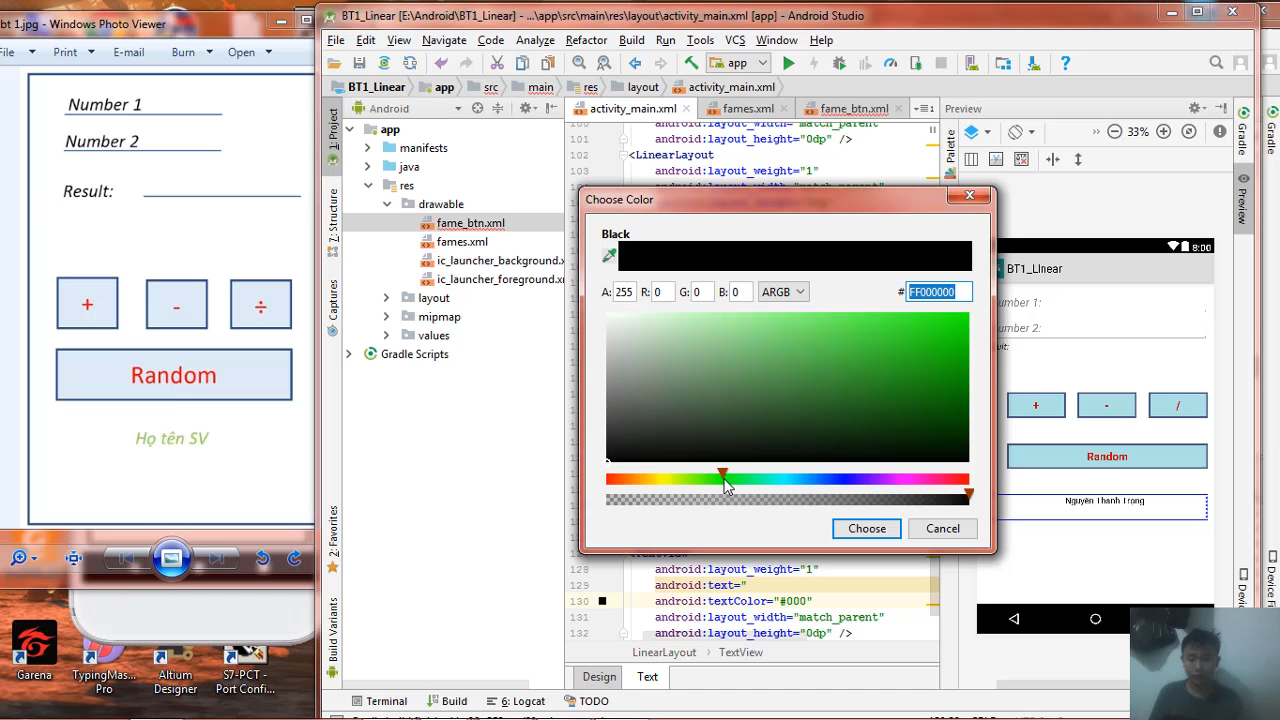 bt 1.jpg - Windows Photo Viewer
File
Print
E-mail
Burn
Open
Number 1
Number 2
Result:
+
-
÷
Random
Họ tên SV
Garena
TypingMas...
Pro
Altium
Designer
S7-PCT -
Port Confi...
BT1_Linear [E:\Android\BT1_Linear] - ...\app\src\main\res\layout\activity_main.xml [app] - Android Studio
File Edit View Navigate Code Analyze Refactor Build Run Tools VCS Window Help
app
BT1_Linear app src main res layout activity_main.xml
Android
activity_main.xml
fames.xml
fame_btn.xml
Preview
1: Project
7: Structure
Captures
2: Favorites
Build Variants
app
manifests
java
res
drawable
fame_btn.xml
fames.xml
ic_launcher_background.
ic_launcher_foreground.
layout
mipmap
values
Gradle Scripts
100 android:layout_width="match_parent"
101 android:layout_height="0dp" />
102 <LinearLayout
103 android:layout_weight="1"
Choose Color
Black
A: 255 R: 0 G: 0 B: 0 ARGB # FF000000
Choose
Cancel
128 android:layout_weight="1"
129 android:text="
130 android:textColor="#000"
131 android:layout_width="match_parent"
132 android:layout_height="0dp" />
LinearLayout TextView
Design Text
Terminal Build 6: Logcat TODO
Palette
33%
8:00
BT1_LInear
umber 1:
umber 2:
+
-
/
Random
Nguyễn Thanh Trọng
Gradle
Preview
Gradle